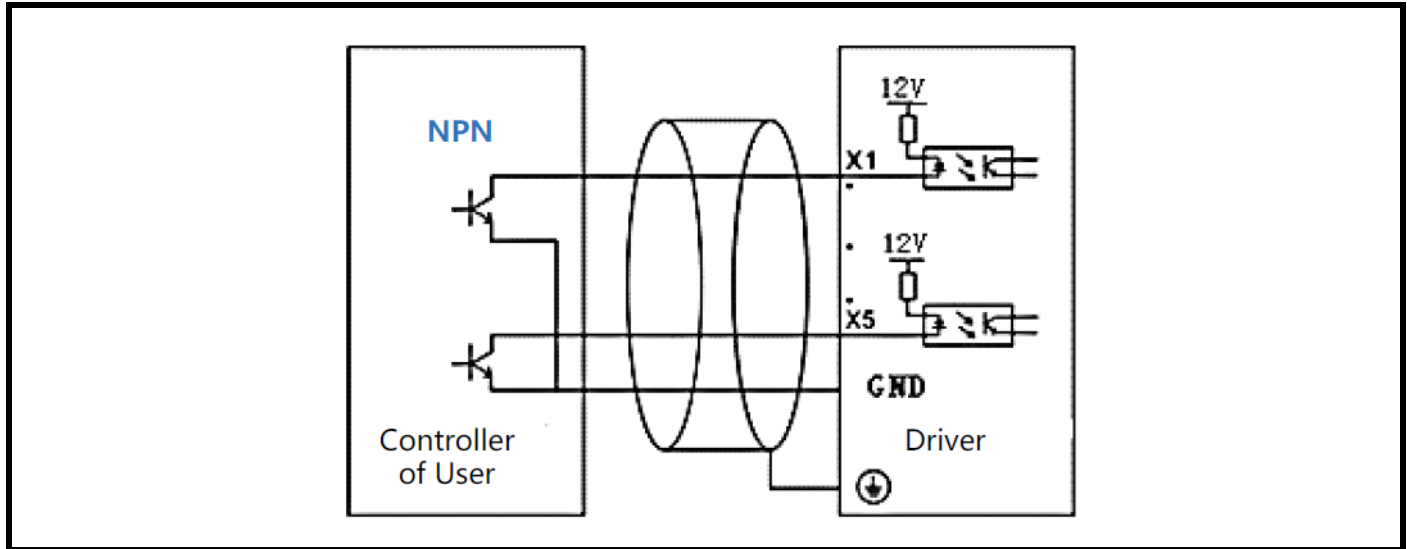 NPN
12V
X1
12V
X5
GND
Controller
of User
Driver